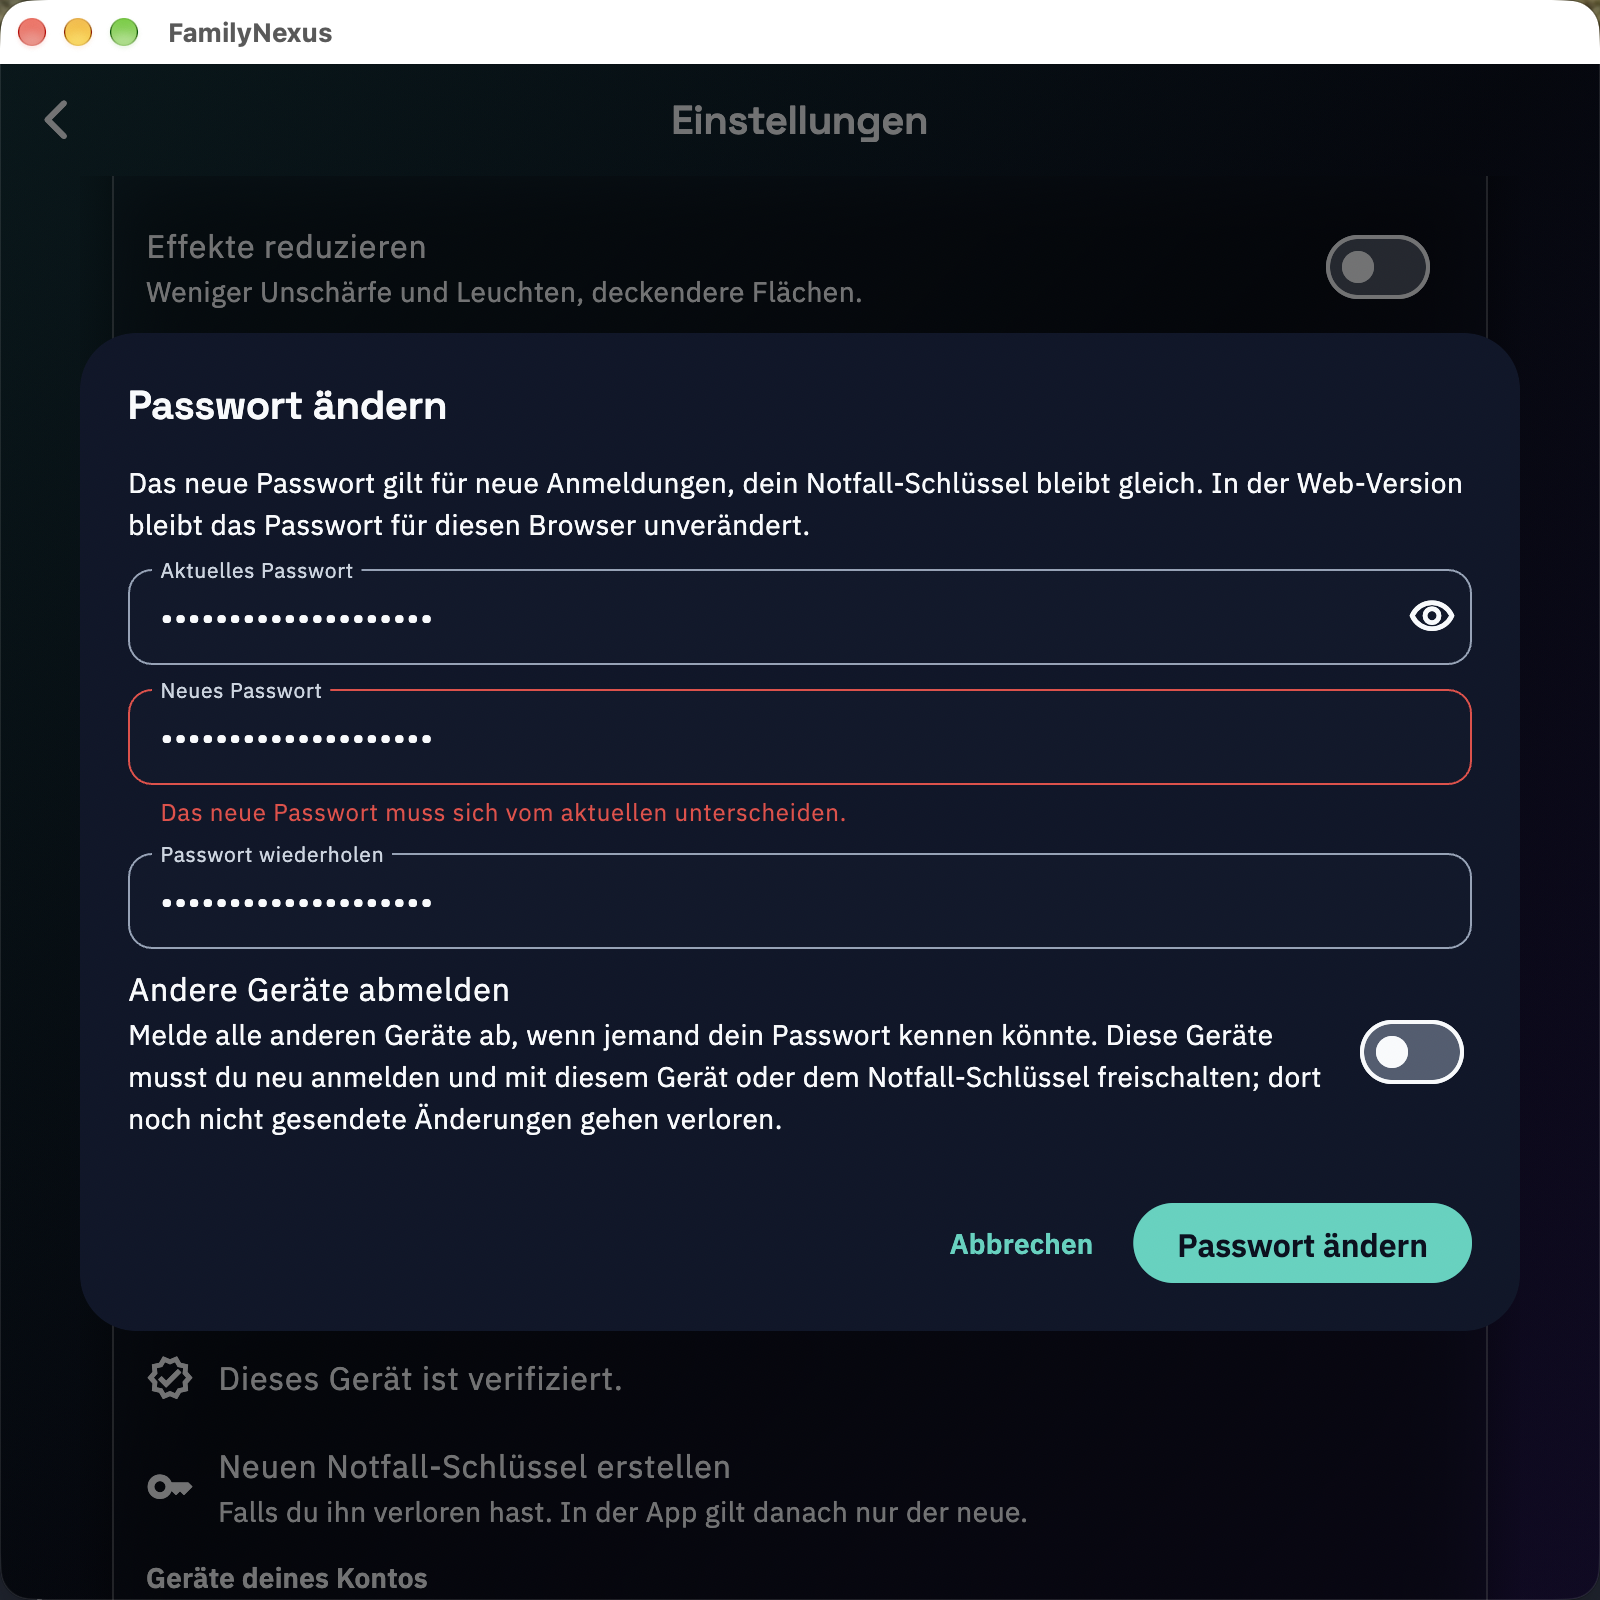 FamilyNexus
Einstellungen
Effekte reduzieren
Weniger Unschärfe und Leuchten, deckendere Flächen.
Passwort ändern
Das neue Passwort gilt für neue Anmeldungen, dein Notfall-Schlüssel bleibt gleich. In der Web-Version
bleibt das Passwort für diesen Browser unverändert.
Aktuelles Passwort
••••••••••••••••••••
Neues Passwort
••••••••••••••••••••
Das neue Passwort muss sich vom aktuellen unterscheiden.
Passwort wiederholen
••••••••••••••••••••
Andere Geräte abmelden
Melde alle anderen Geräte ab, wenn jemand dein Passwort kennen könnte. Diese Geräte
musst du neu anmelden und mit diesem Gerät oder dem Notfall-Schlüssel freischalten; dort
noch nicht gesendete Änderungen gehen verloren.
Abbrechen
Passwort ändern
Dieses Gerät ist verifiziert.
Neuen Notfall-Schlüssel erstellen
Falls du ihn verloren hast. In der App gilt danach nur der neue.
Geräte deines Kontos